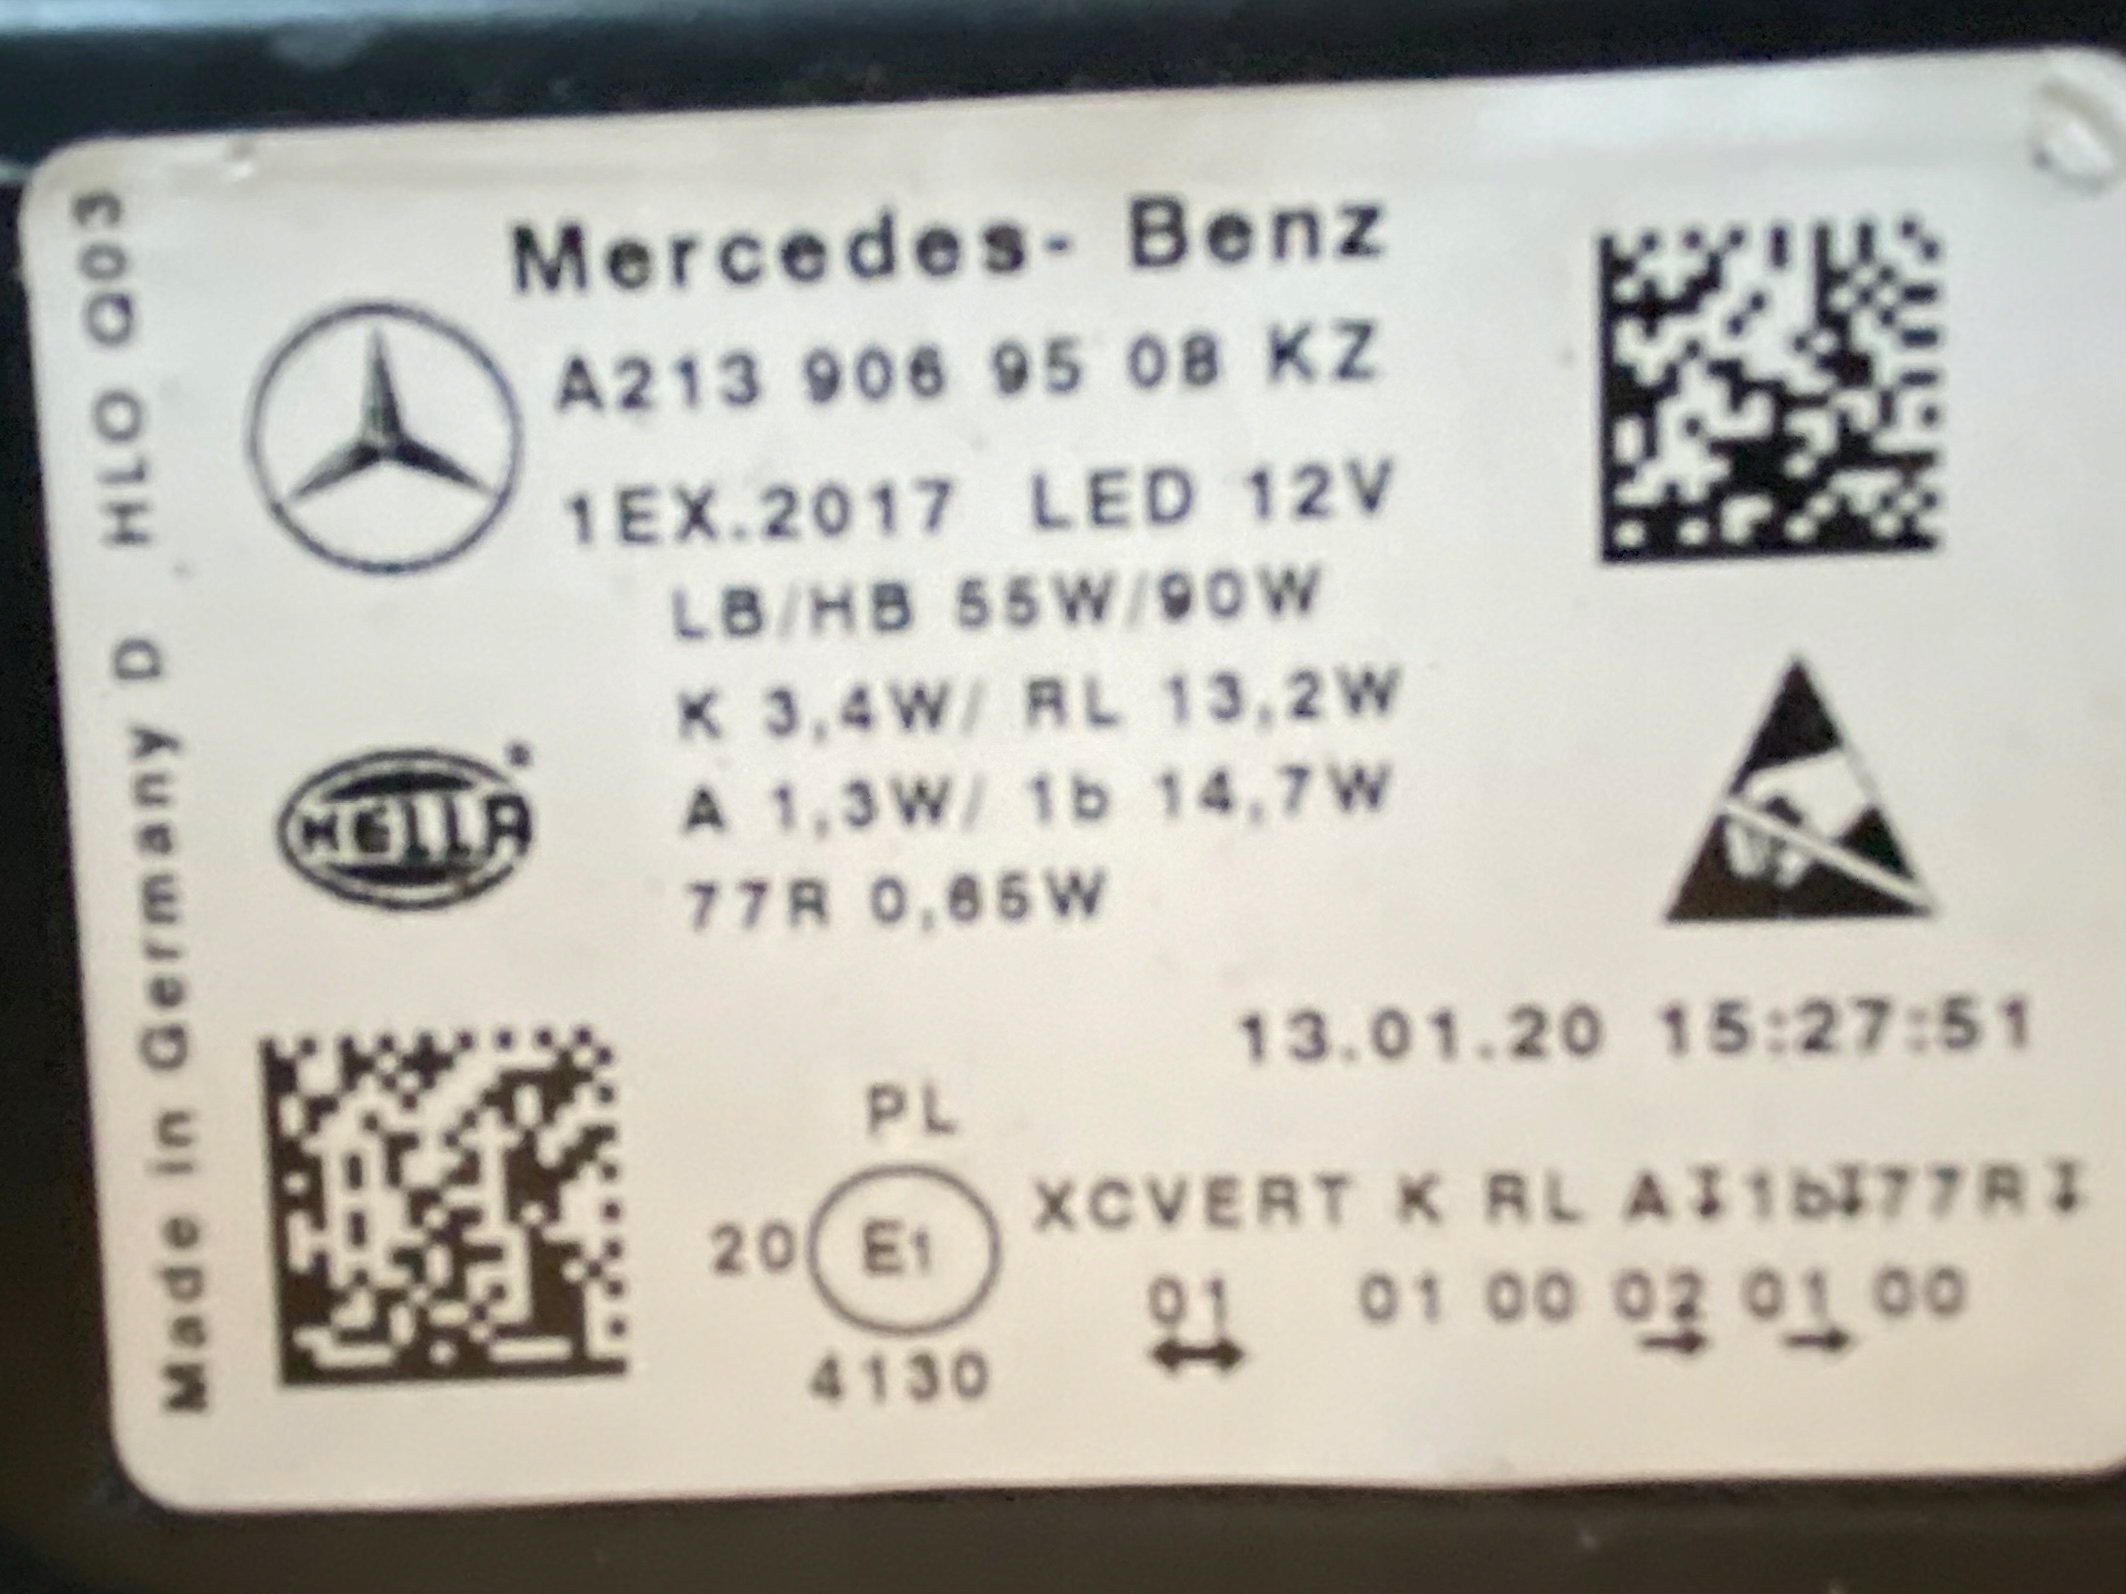 Mercedes- Benz
A213 906 95 08 KZ
1EX.2017 LED 12V
LB/HB 55W/90W
K 3,4W/ RL 13,2W
A 1,3W/ 1b 14,7W
77R 0,65W
HELLA
Made in Germany D HLO Q03
13.01.20 15:27:51
PL
20 E1 XCVERT K RL A↧1b↧77R↧
01 01 00 02 01 00
↔ → →
4130